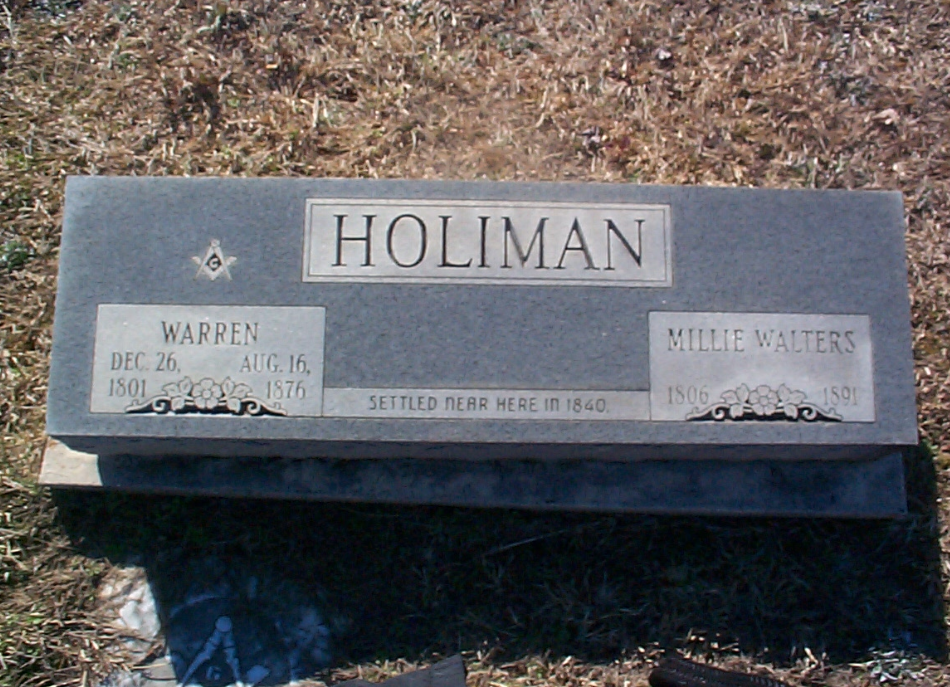 HOLIMAN
G
WARREN
DEC. 26, AUG. 16,
1801 1876
SETTLED NEAR HERE IN 1840.
MILLIE WALTERS
1806 1891